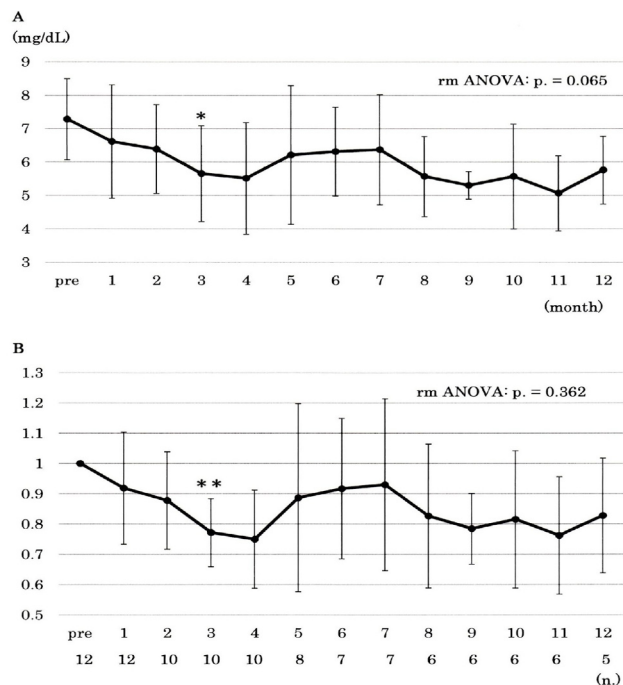 A
(mg/dL)
9
rm ANOVA: p. = 0.065
8
7
*
6
5
4
3
pre 1 2 3 4 5 6 7 8 9 10 11 12
(month)
B
1.3
rm ANOVA: p. = 0.362
1.2
1.1
1
0.9
**
0.8
0.7
0.6
0.5
pre 1 2 3 4 5 6 7 7 8 9 10 11 12
12 12 10 10 10 8 7 7 6 6 6 6 5
(n.)